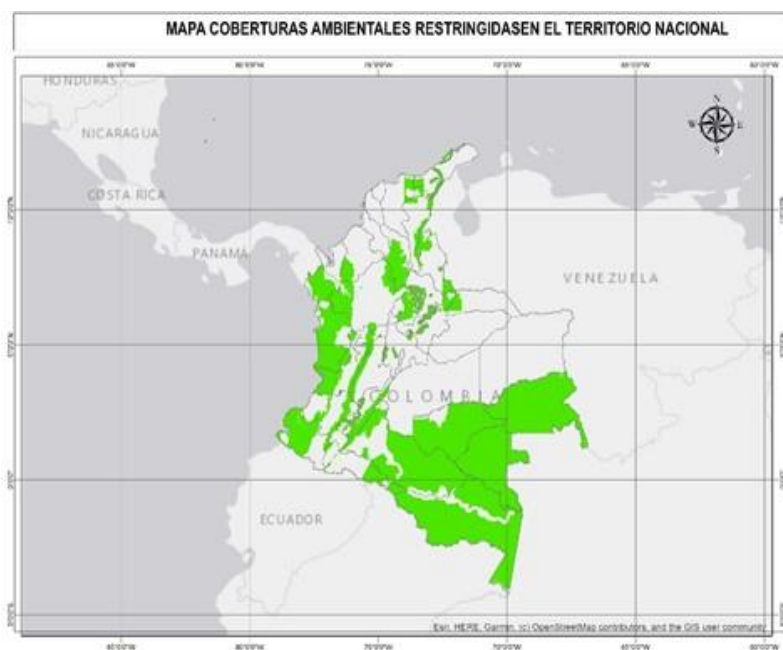 MAPA COBERTURAS AMBIENTALES RESTRINGIDASEN EL TERRITORIO NACIONAL
HONDURAS
N
NICARAGUA
W E
S
COSTA RICA
PANAMÁ
VENEZUELA
COLOMBIA
ECUADOR
Esri, HERE, Garmin, (c) OpenStreetMap contributors, and the GIS user community